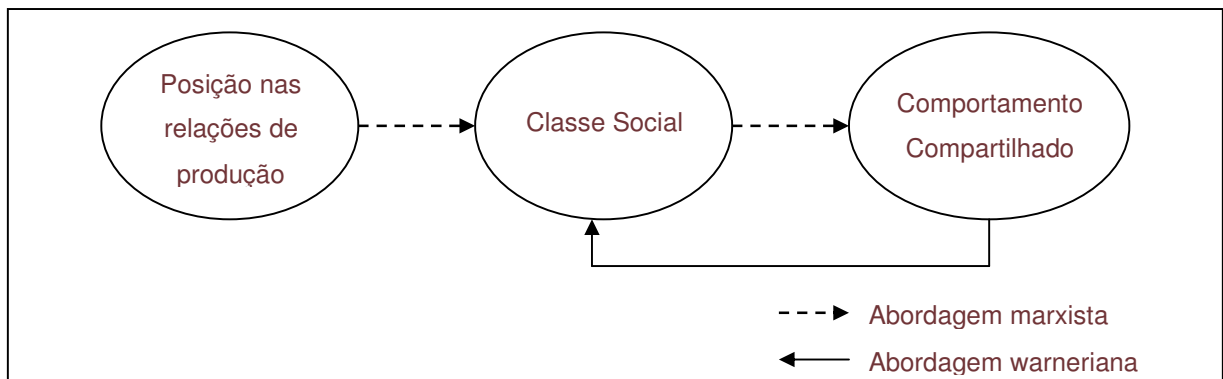 Posição nas
relações de
produção
Classe Social
Comportamento
Compartilhado
Abordagem marxista
Abordagem warneriana